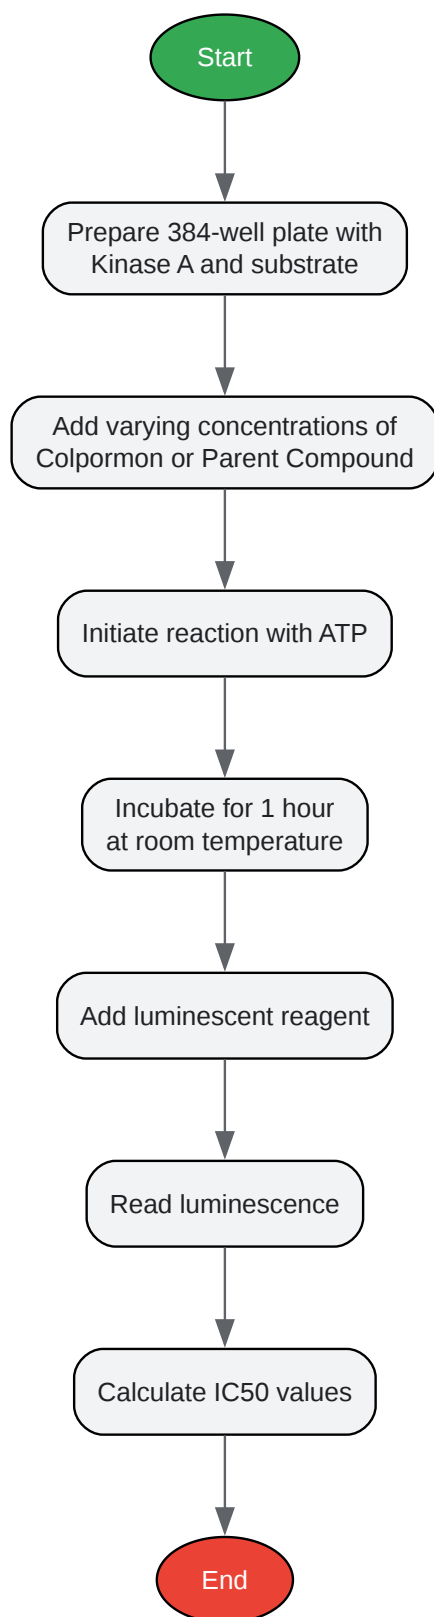 Start
Prepare 384-well plate with
Kinase A and substrate
Add varying concentrations of
Colpormon or Parent Compound
Initiate reaction with ATP
Incubate for 1 hour
at room temperature
Add luminescent reagent
Read luminescence
Calculate IC50 values
End